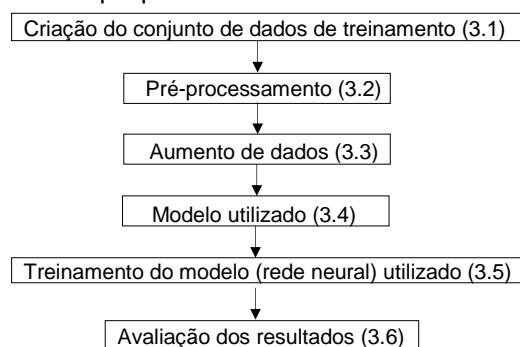 Criação do conjunto de dados de treinamento (3.1)
Pré-processamento (3.2)
Aumento de dados (3.3)
Modelo utilizado (3.4)
Treinamento do modelo (rede neural) utilizado (3.5)
Avaliação dos resultados (3.6)